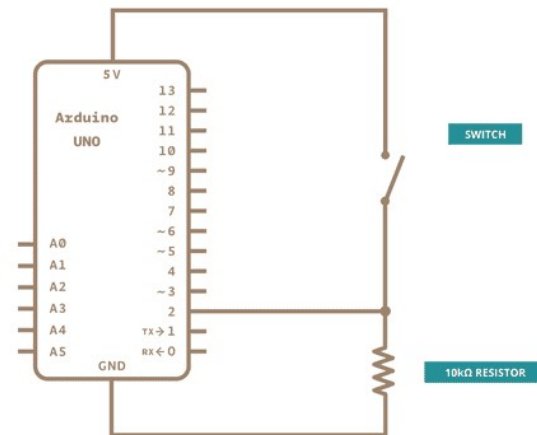 5V
Arduino
UNO
13
12
11
10
~9
8
7
~6
~5
4
~3
2
TX→1
RX←0
A0
A1
A2
A3
A4
A5
GND
SWITCH
10kΩ RESISTOR